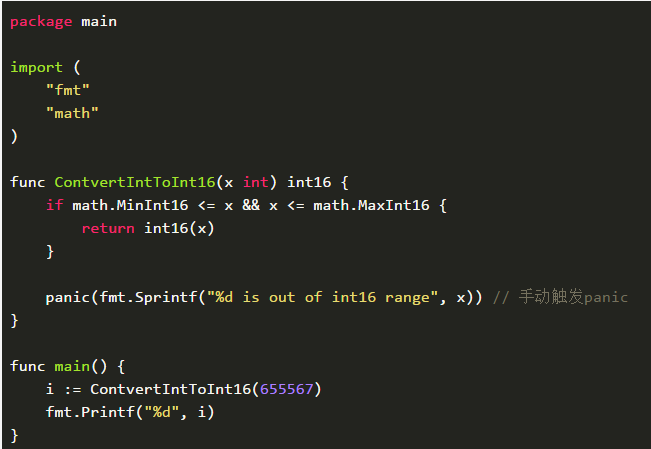 package main
import (
"fmt"
"math"
)
func ContvertIntToInt16(x int) int16 {
if math.MinInt16 <= x && x <= math.MaxInt16 {
return int16(x)
}
panic(fmt.Sprintf("%d is out of int16 range", x)) // 手动触发panic
}
func main() {
i := ContvertIntToInt16(655567)
fmt.Printf("%d", i)
}